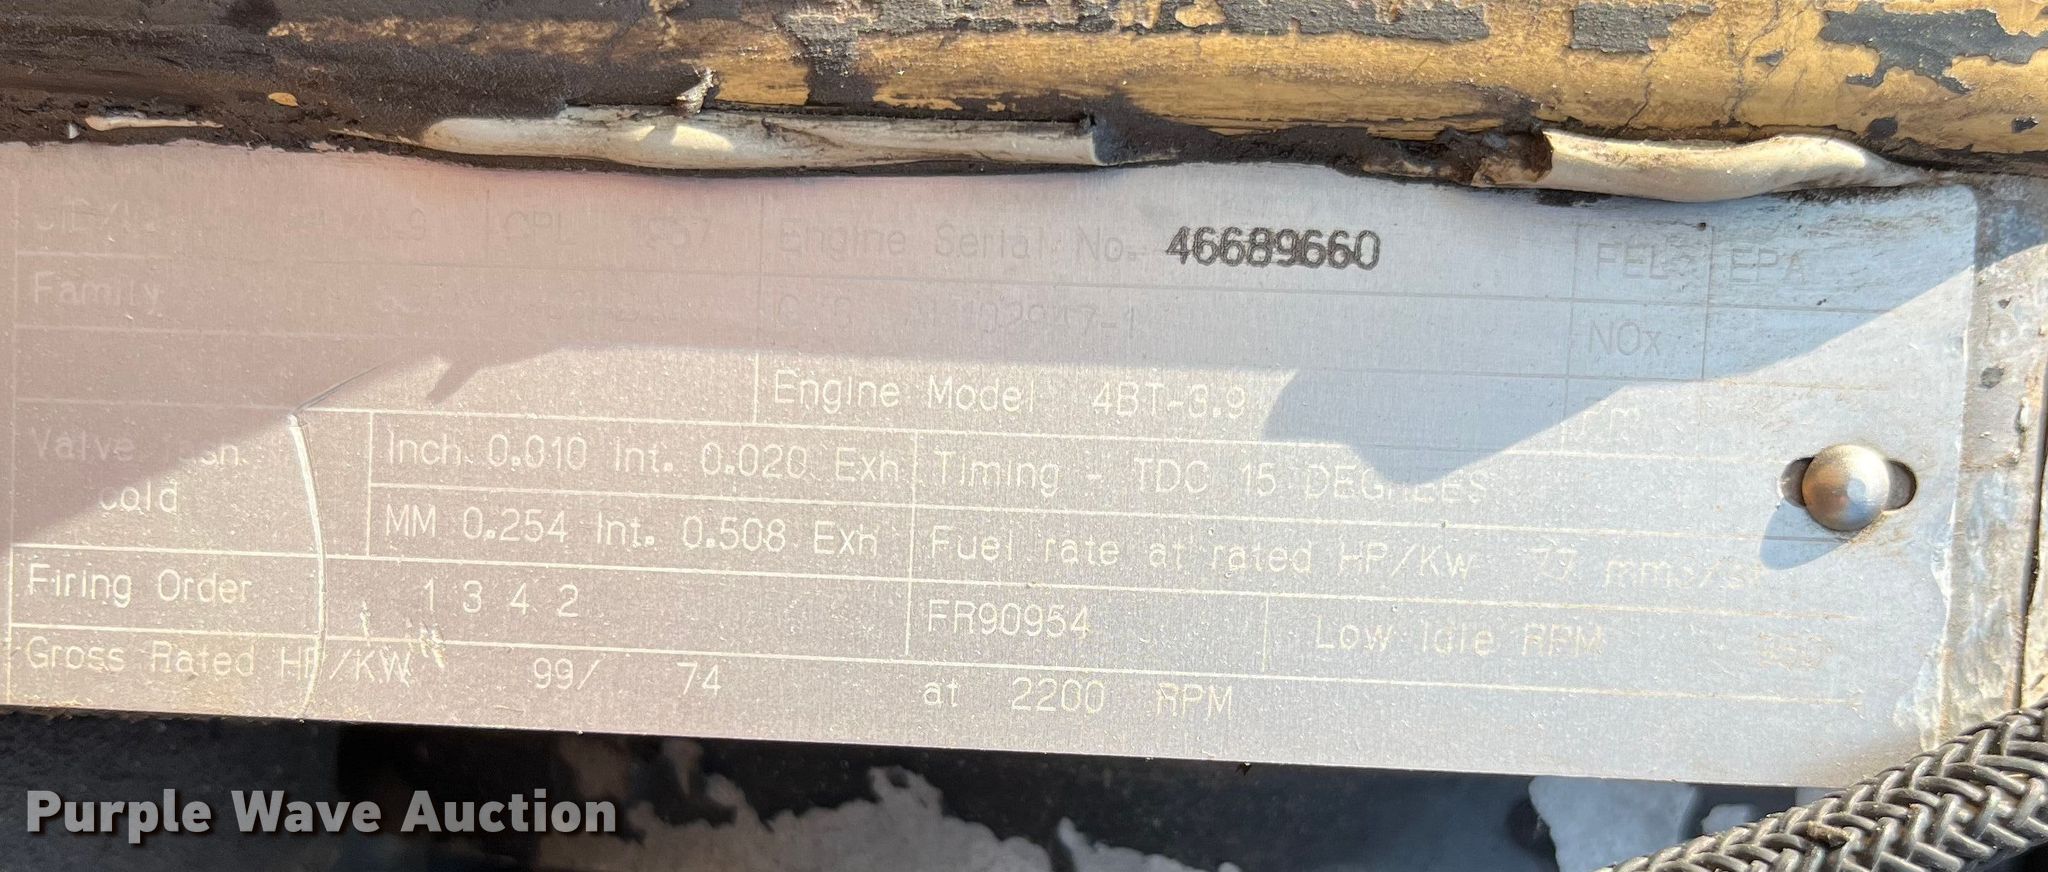 Engine Serial No. 46689660 FELs EPA
Family NOx
Engine Model 4BT-3.9
Valve Inch 0.010 Int. 0.020 Exh Timing - TDC 15 DEGREES
Cold MM 0.254 Int. 0.508 Exh Fuel rate at rated HP/Kw 77
Firing Order 1 3 4 2 FR90954 Low Idle RPM
Gross Rated HP/KW 99/ 74 at 2200 RPM
Purple Wave Auction